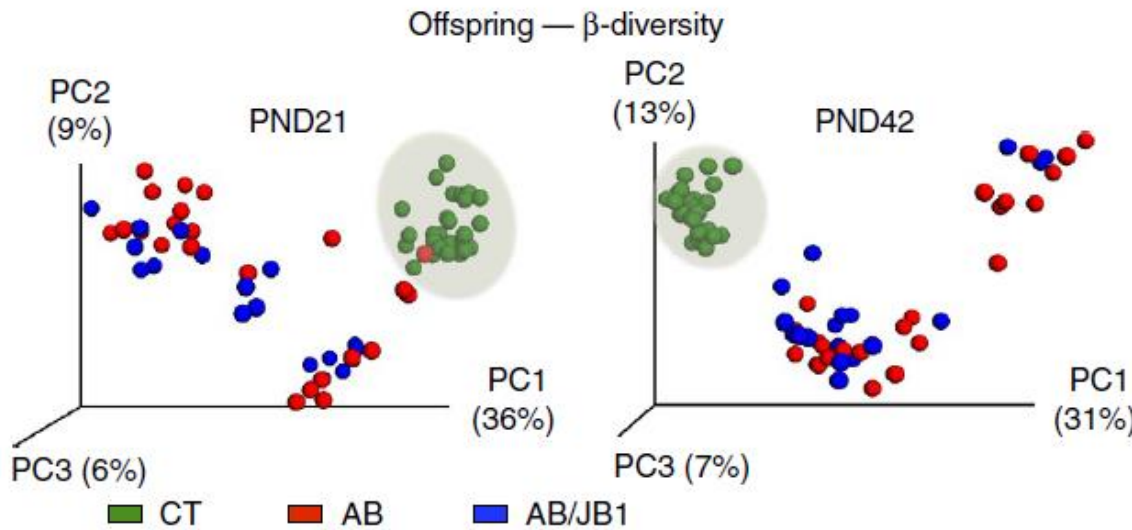 Offspring — β-diversity
PC2
(9%)
PND21
PC1
(36%)
PC3 (6%)
PC2
(13%)
PND42
PC1
(31%)
PC3 (7%)
CT
AB
AB/JB1